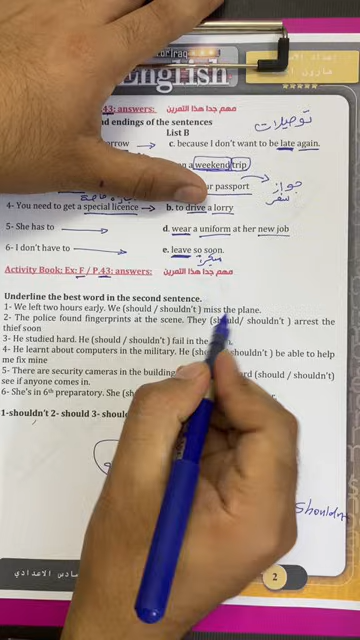 for Iraq
English
43: answers: مهم جدا هذا التمرين
nd endings of the sentences
List B توصيلات
rrow c. because I don't want to be late again.
on a weekend trip
ur passport جواز سفر
4- You need to get a special licence b. to drive a lorry
5- She has to d. wear a uniform at her new job
6- I don't have to e. leave so soon.
Activity Book: Ex: F / P.43: answers: مهم جدا هذا التمرين
Underline the best word in the second sentence.
1- We left two hours early. We (should / shouldn't ) miss the plane.
2- The police found fingerprints at the scene. They (should/ shouldn't ) arrest the
thief soon
3- He studied hard. He (should / shouldn't ) fail in the
4- He learnt about computers in the military. He (s / shouldn't ) be able to help
me fix mine
5- There are security cameras in the building ard (should / shouldn't )
see if anyone comes in.
6- She's in 6th preparatory. She (sh
1-shouldn't 2- should 3- shoul
shouldn't
2